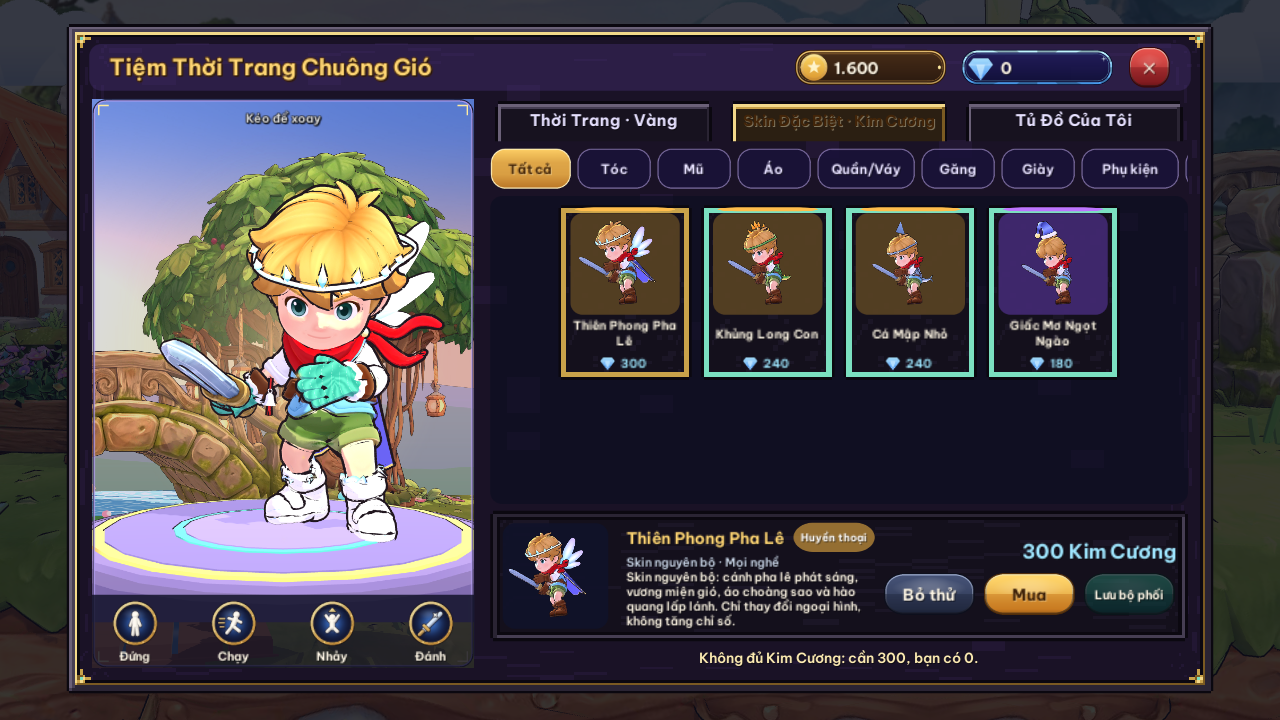 Tiệm Thời Trang Chuông Gió
1.600
0
Kéo để xoay
Thời Trang · Vàng
Skin Đặc Biệt · Kim Cương
Tủ Đồ Của Tôi
Tất cả
Tóc
Mũ
Áo
Quần/Váy
Găng
Giày
Phụ kiện
Thiên Phong Pha
Lê
300
Khủng Long Con
240
Cá Mập Nhỏ
240
Giấc Mơ Ngọt
Ngào
180
Thiên Phong Pha Lê
Huyền thoại
Skin nguyên bộ · Mọi nghề
Skin nguyên bộ: cánh pha lê phát sáng,
vương miện gió, áo choàng sao và hào
quang lấp lánh. Chỉ thay đổi ngoại hình,
không tăng chỉ số.
300 Kim Cương
Bỏ thử
Mua
Lưu bộ phối
Đứng
Chạy
Nhảy
Đánh
Không đủ Kim Cương: cần 300, bạn có 0.